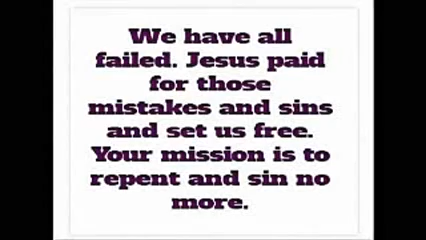 We have all
failed. Jesus paid
for those
mistakes and sins
and set us free.
Your mission is to
repent and sin no
more.